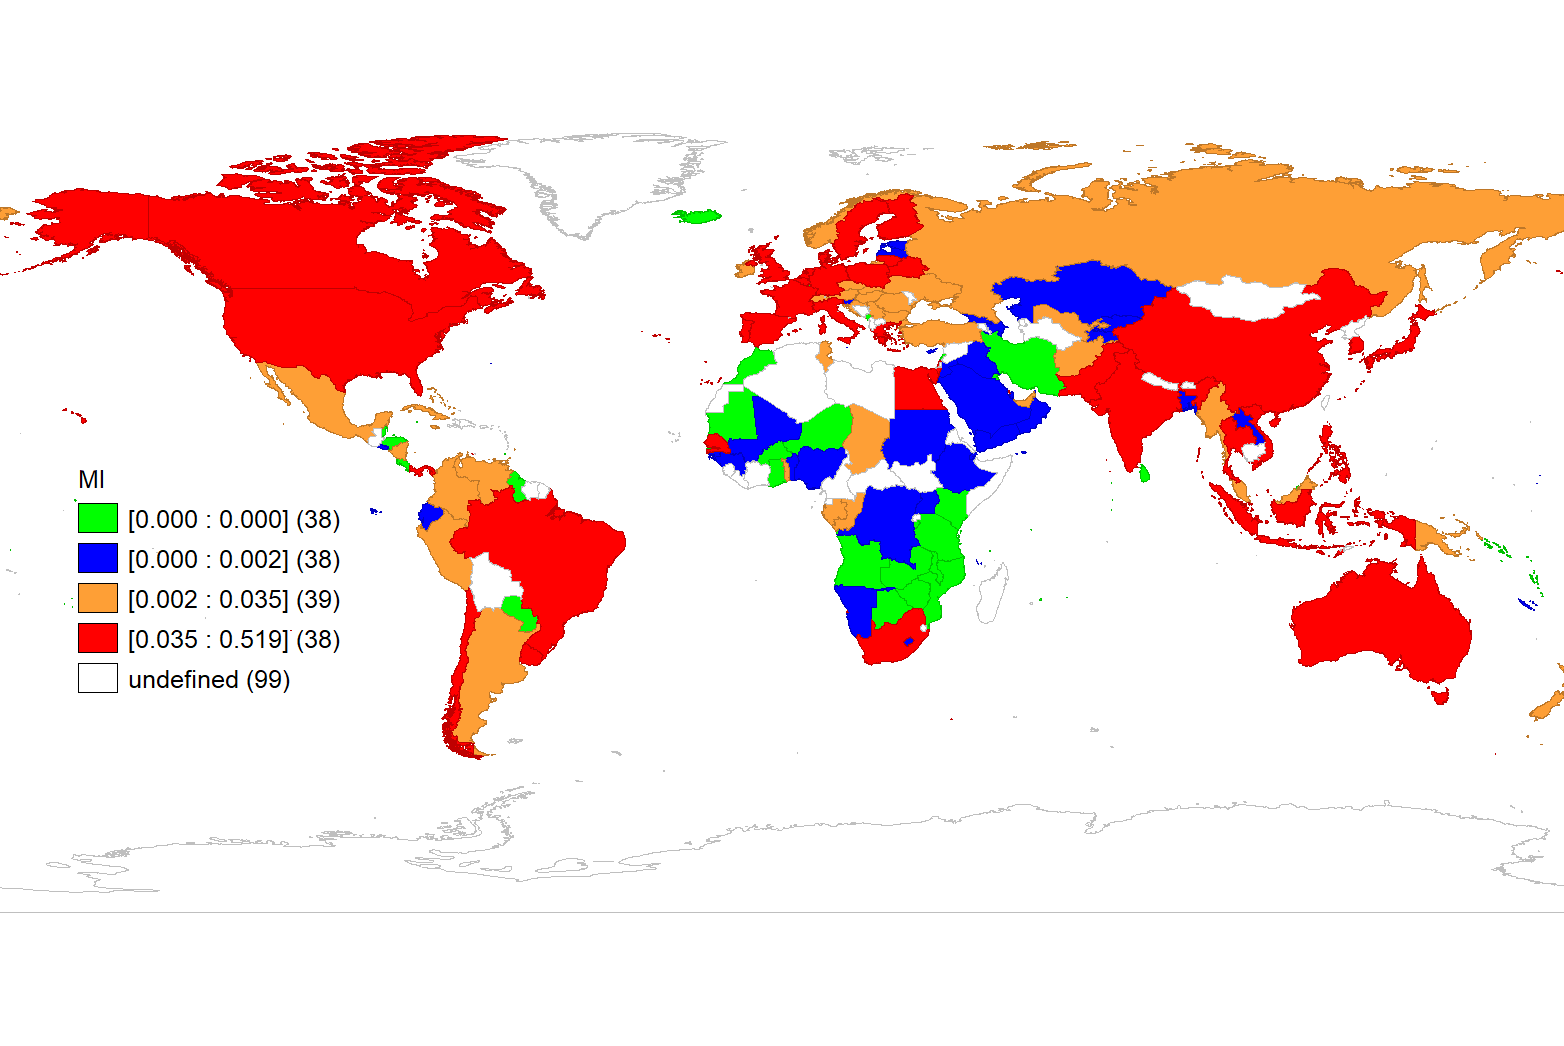 MI
[0.000 : 0.000] (38)
[0.000 : 0.002] (38)
[0.002 : 0.035] (39)
[0.035 : 0.519] (38)
undefined (99)